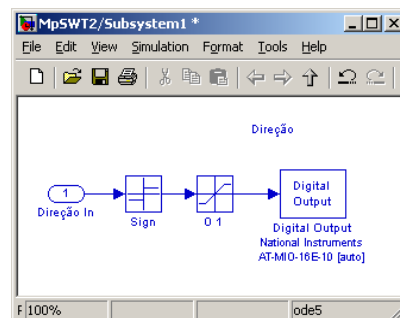 MpSWT2/Subsystem1 *
File Edit View Simulation Format Tools Help
Direção
1
Direção In
Sign
0 1
Digital
Output
Digital Output
National Instruments
AT-MIO-16E-10 [auto]
F 100%
ode5